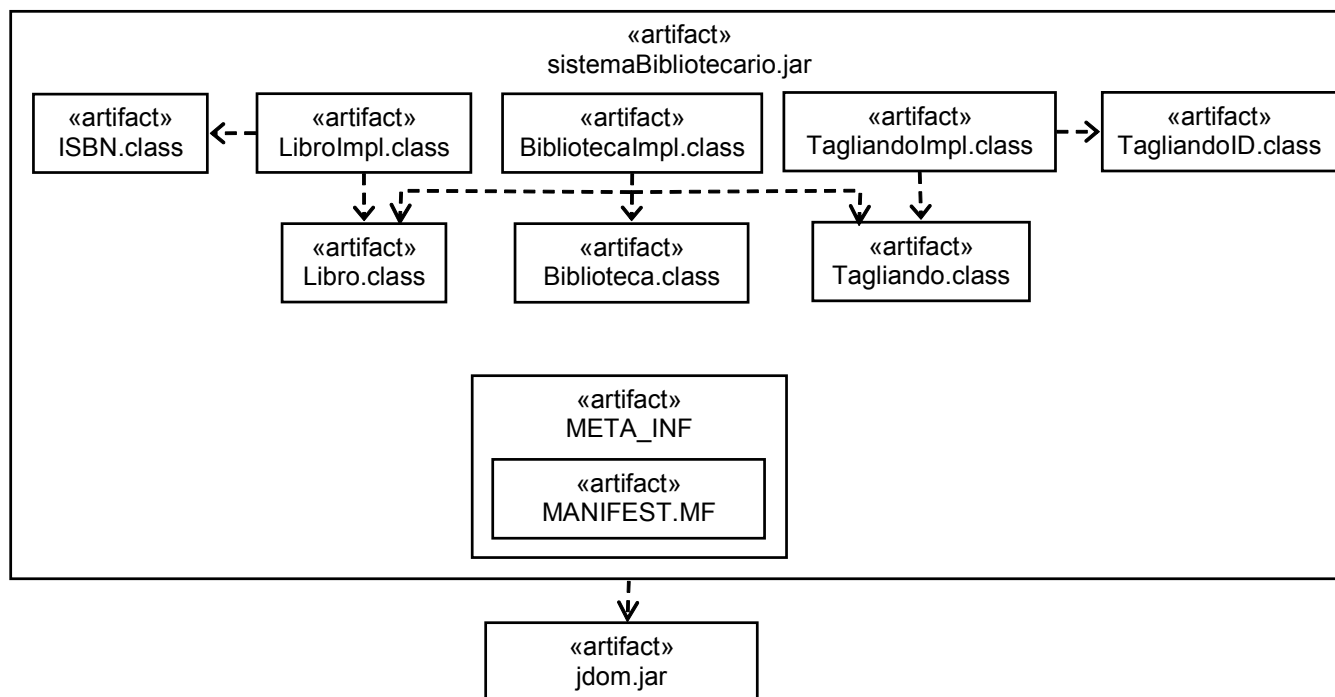 «artifact»
sistemaBibliotecario.jar
«artifact»
ISBN.class
«artifact»
LibroImpl.class
«artifact»
BibliotecaImpl.class
«artifact»
TagliandoImpl.class
«artifact»
TagliandoID.class
«artifact»
Libro.class
«artifact»
Biblioteca.class
«artifact»
Tagliando.class
«artifact»
META_INF
«artifact»
MANIFEST.MF
«artifact»
jdom.jar